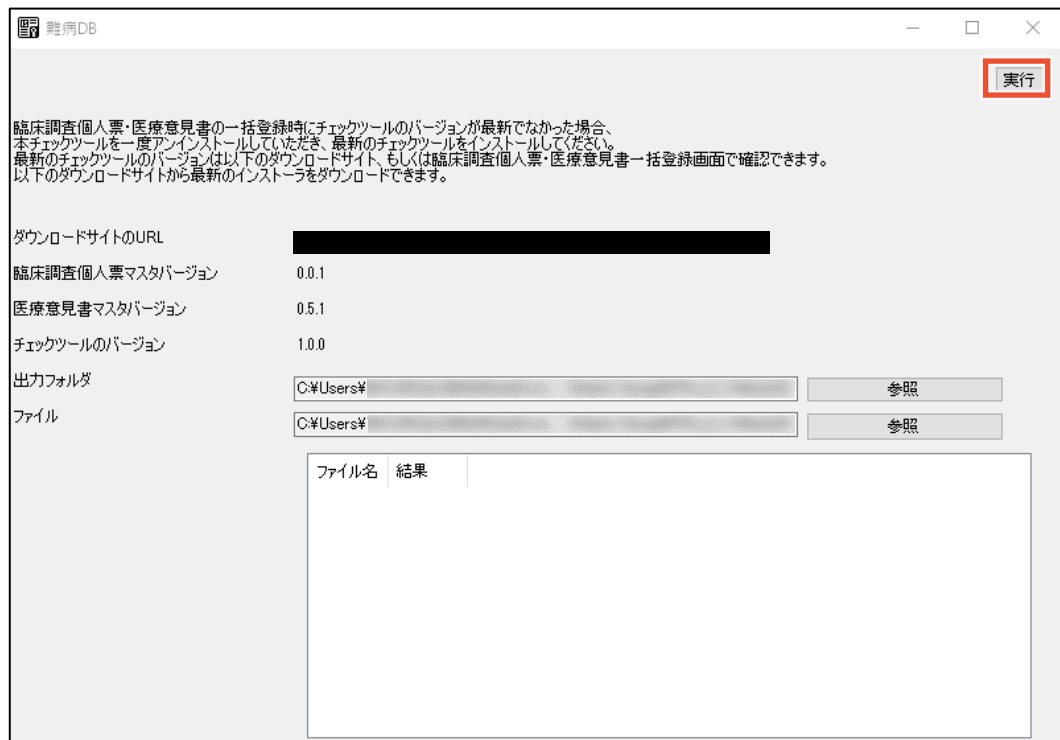 難病DB
実行
臨床調査個人票・医療意見書の一括登録時にチェックツールのバージョンが最新でなかった場合、
本チェックツールを一度アンインストールしていただき、最新のチェックツールをインストールしてください。
最新のチェックツールのバージョンは以下のダウンロードサイト、もしくは臨床調査個人票・医療意見書一括登録画面で確認できます。
以下のダウンロードサイトから最新のインストーラをダウンロードできます。
ダウンロードサイトのURL
臨床調査個人票マスタバージョン 0.0.1
医療意見書マスタバージョン 0.5.1
チェックツールのバージョン 1.0.0
出力フォルダ C:¥Users¥ 参照
ファイル C:¥Users¥ 参照
ファイル名 結果